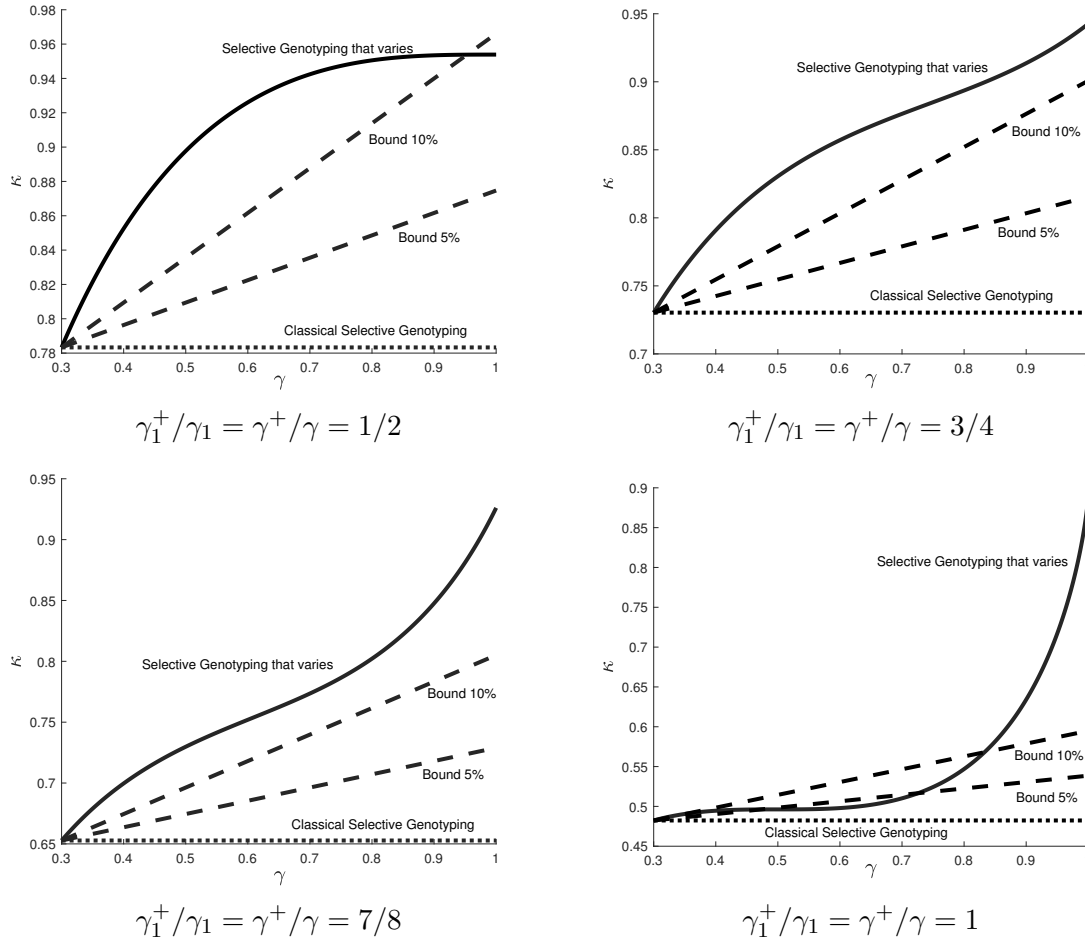 0.98
0.96
0.94
0.92
0.9
0.88
0.86
0.84
0.82
0.8
0.78
κ
Selective Genotyping that varies
Bound 10%
Bound 5%
Classical Selective Genotyping
0.3 0.4 0.5 0.6 0.7 0.8 0.9 1
γ
γ₁⁺/γ₁ = γ⁺/γ = 1/2
0.95
0.9
0.85
0.8
0.75
0.7
κ
Selective Genotyping that varies
Bound 10%
Bound 5%
Classical Selective Genotyping
0.3 0.4 0.5 0.6 0.7 0.8 0.9
γ
γ₁⁺/γ₁ = γ⁺/γ = 3/4
0.95
0.9
0.85
0.8
0.75
0.7
0.65
κ
Selective Genotyping that varies
Bound 10%
Bound 5%
Classical Selective Genotyping
0.3 0.4 0.5 0.6 0.7 0.8 0.9 1
γ
γ₁⁺/γ₁ = γ⁺/γ = 7/8
0.9
0.85
0.8
0.75
0.7
0.65
0.6
0.55
0.5
0.45
κ
Selective Genotyping that varies
Bound 10%
Bound 5%
Classical Selective Genotyping
0.3 0.4 0.5 0.6 0.7 0.8 0.9
γ
γ₁⁺/γ₁ = γ⁺/γ = 1